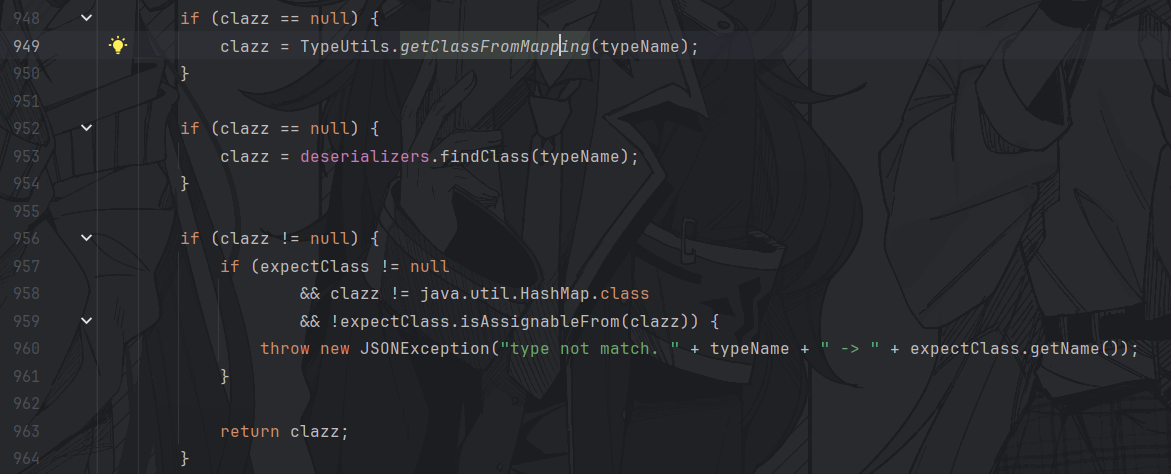 948 if (clazz == null) {
949 clazz = TypeUtils.getClassFromMapping(typeName);
950 }
951
952 if (clazz == null) {
953 clazz = deserializers.findClass(typeName);
954 }
955
956 if (clazz != null) {
957 if (expectClass != null
958 && clazz != java.util.HashMap.class
959 && !expectClass.isAssignableFrom(clazz)) {
960 throw new JSONException("type not match. " + typeName + " -> " + expectClass.getName());
961 }
962
963 return clazz;
964 }